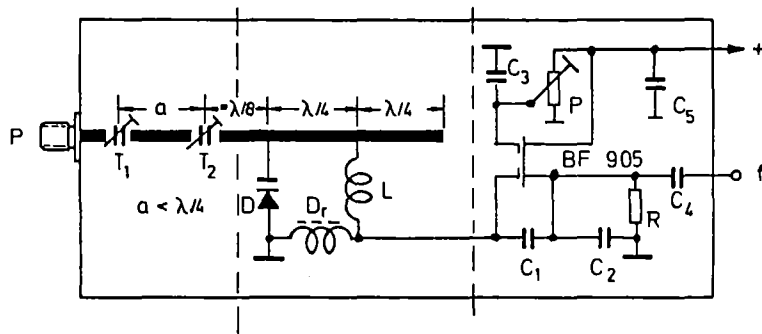 a
≈λ/8
λ/4
λ/4
C₃
P
C₅
+
P
T₁
T₂
a < λ/4
D
Dᵣ
L
BF 905
C₄
f
R
C₁
C₂